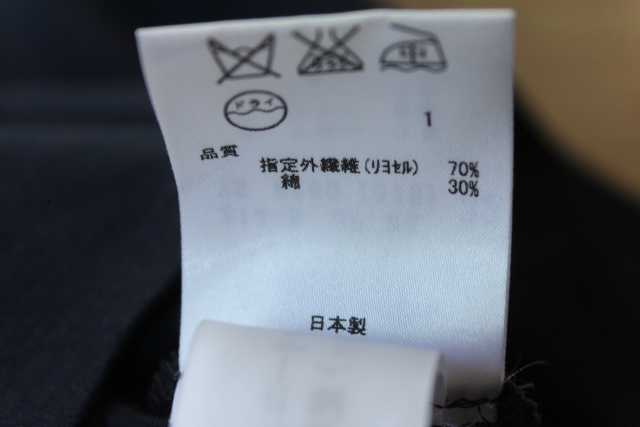 ドライ
1
品質
指定外繊維(リヨセル) 70%
綿 30%
日本製